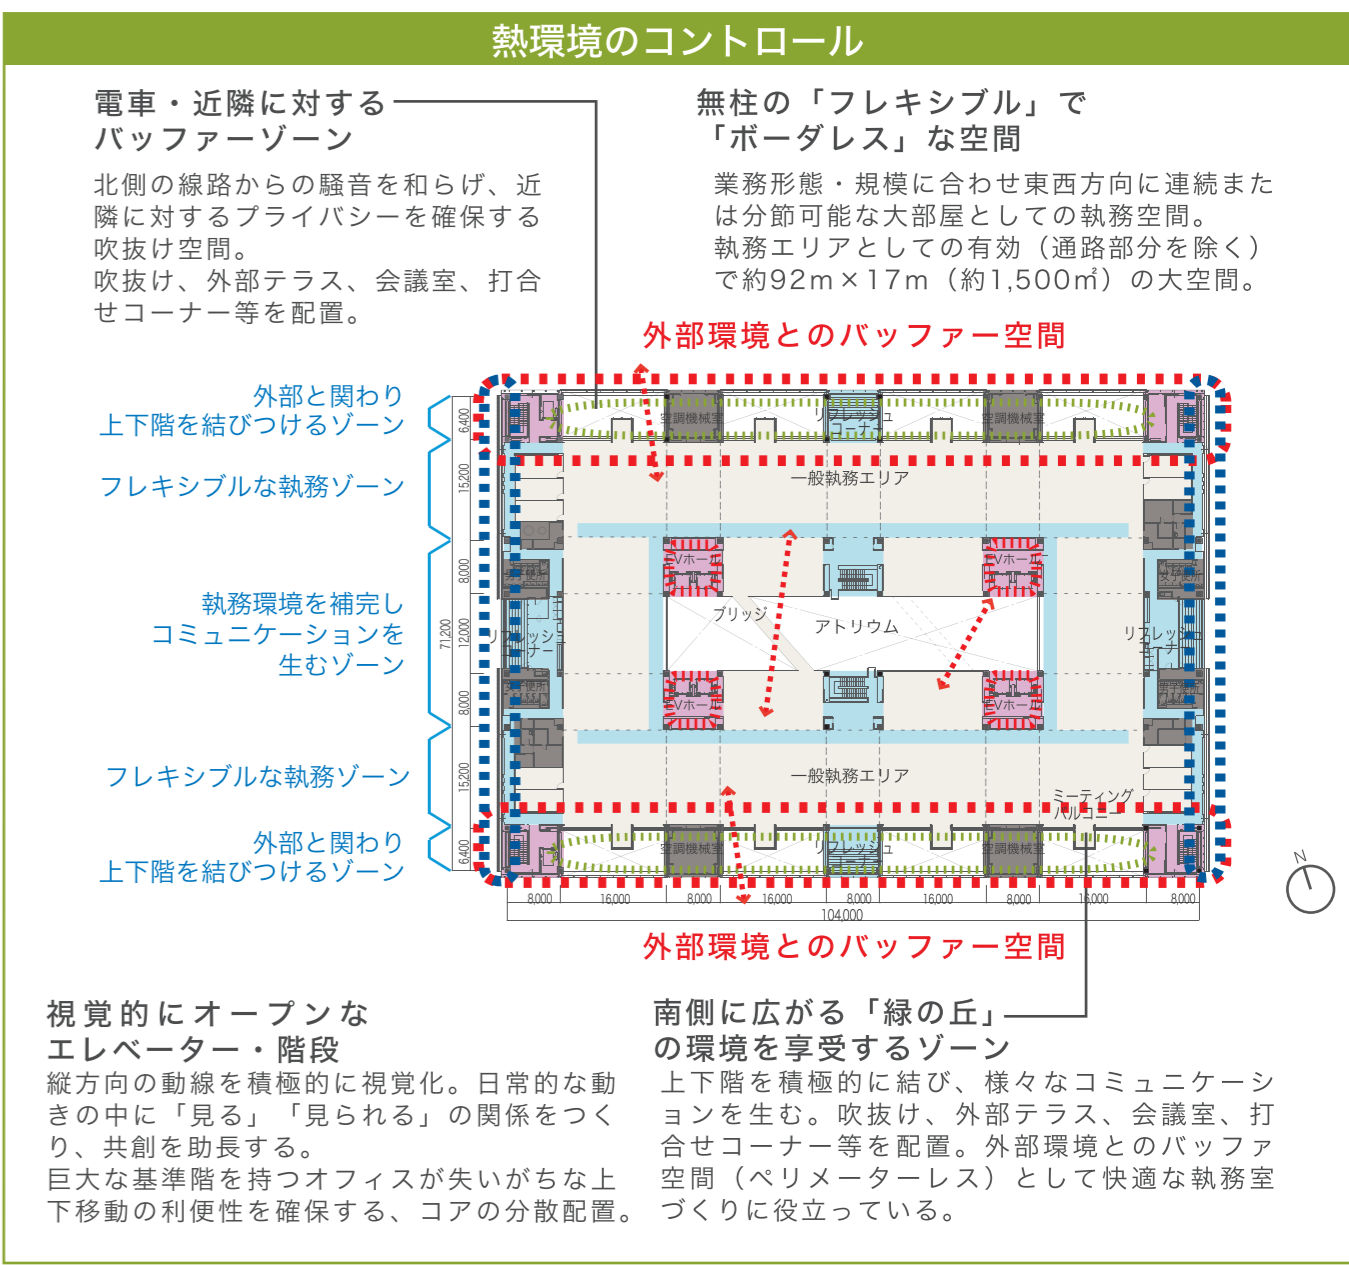 熱環境のコントロール
電車・近隣に対する
バッファーゾーン
北側の線路からの騒音を和らげ、近
隣に対するプライバシーを確保する
吹抜け空間。
吹抜け、外部テラス、会議室、打合
せコーナー等を配置。
無柱の「フレキシブル」で
「ボーダレス」な空間
業務形態・規模に合わせ東西方向に連続また
は分節可能な大部屋としての執務空間。
執務エリアとしての有効（通路部分を除く）
で約92m×17m（約1,500㎡）の大空間。
外部環境とのバッファー空間
外部と関わり
上下階を結びつけるゾーン
フレキシブルな執務ゾーン
執務環境を補完し
コミュニケーションを
生むゾーン
フレキシブルな執務ゾーン
外部と関わり
上下階を結びつけるゾーン
6,400
15,200
8,000
12,000
71,200
8,000
15,200
6,400
空調機械室
リフレッシュ
コーナー
空調機械室
一般執務エリア
EVホール
EVホール
ブリッジ
アトリウム
リフレッシュ
コーナー
リフレッシュ
コーナー
EVホール
EVホール
一般執務エリア
ミーティング
バルコニー
空調機械室
リフレッシュ
コーナー
空調機械室
8,000
16,000
8,000
16,000
8,000
16,000
8,000
16,000
8,000
104,000
N
外部環境とのバッファー空間
視覚的にオープンな
エレベーター・階段
縦方向の動線を積極的に視覚化。日常的な動
きの中に「見る」「見られる」の関係をつく
り、共創を助長する。
巨大な基準階を持つオフィスが失いがちな上
下移動の利便性を確保する、コアの分散配置。
南側に広がる「緑の丘」
の環境を享受するゾーン
上下階を積極的に結び、様々なコミュニケーシ
ョンを生む。吹抜け、外部テラス、会議室、打
合せコーナー等を配置。外部環境とのバッファ
空間（ペリメーターレス）として快適な執務室
づくりに役立っている。